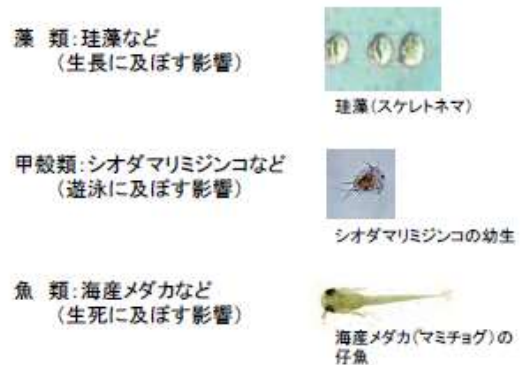 藻　類:珪藻など
（生長に及ぼす影響）
珪藻（スケレトネマ）
甲殻類:シオダマリミジンコなど
（遊泳に及ぼす影響）
シオダマリミジンコの幼生
魚　類:海産メダカなど
（生死に及ぼす影響）
海産メダカ（マミチョグ）の
仔魚